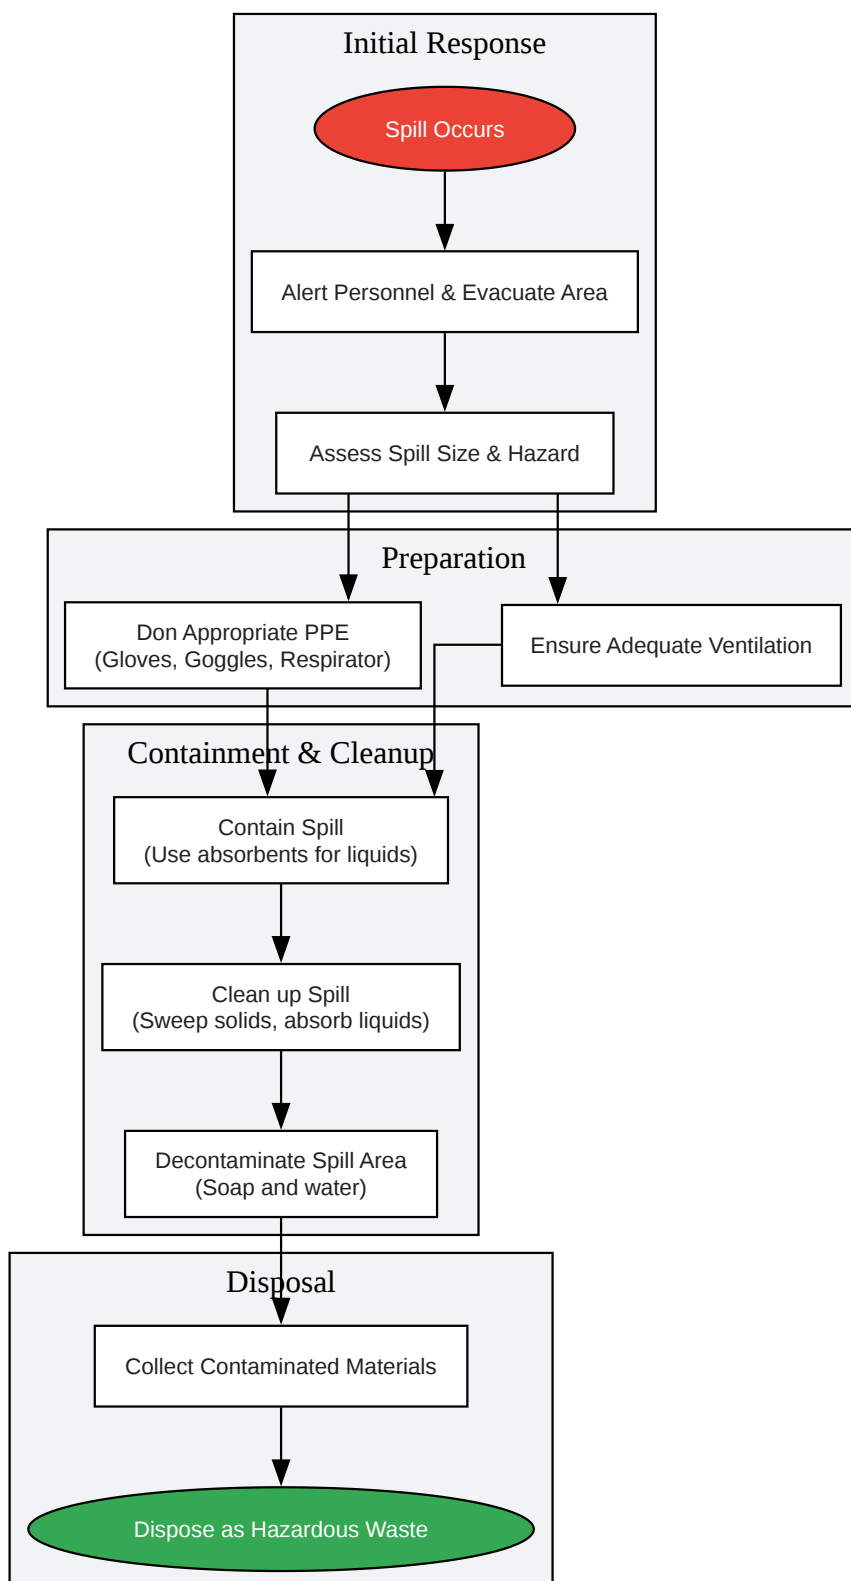 Initial Response
Spill Occurs
Alert Personnel & Evacuate Area
Assess Spill Size & Hazard
Preparation
Don Appropriate PPE
(Gloves, Goggles, Respirator)
Ensure Adequate Ventilation
Containment & Cleanup
Contain Spill
(Use absorbents for liquids)
Clean up Spill
(Sweep solids, absorb liquids)
Decontaminate Spill Area
(Soap and water)
Disposal
Collect Contaminated Materials
Dispose as Hazardous Waste